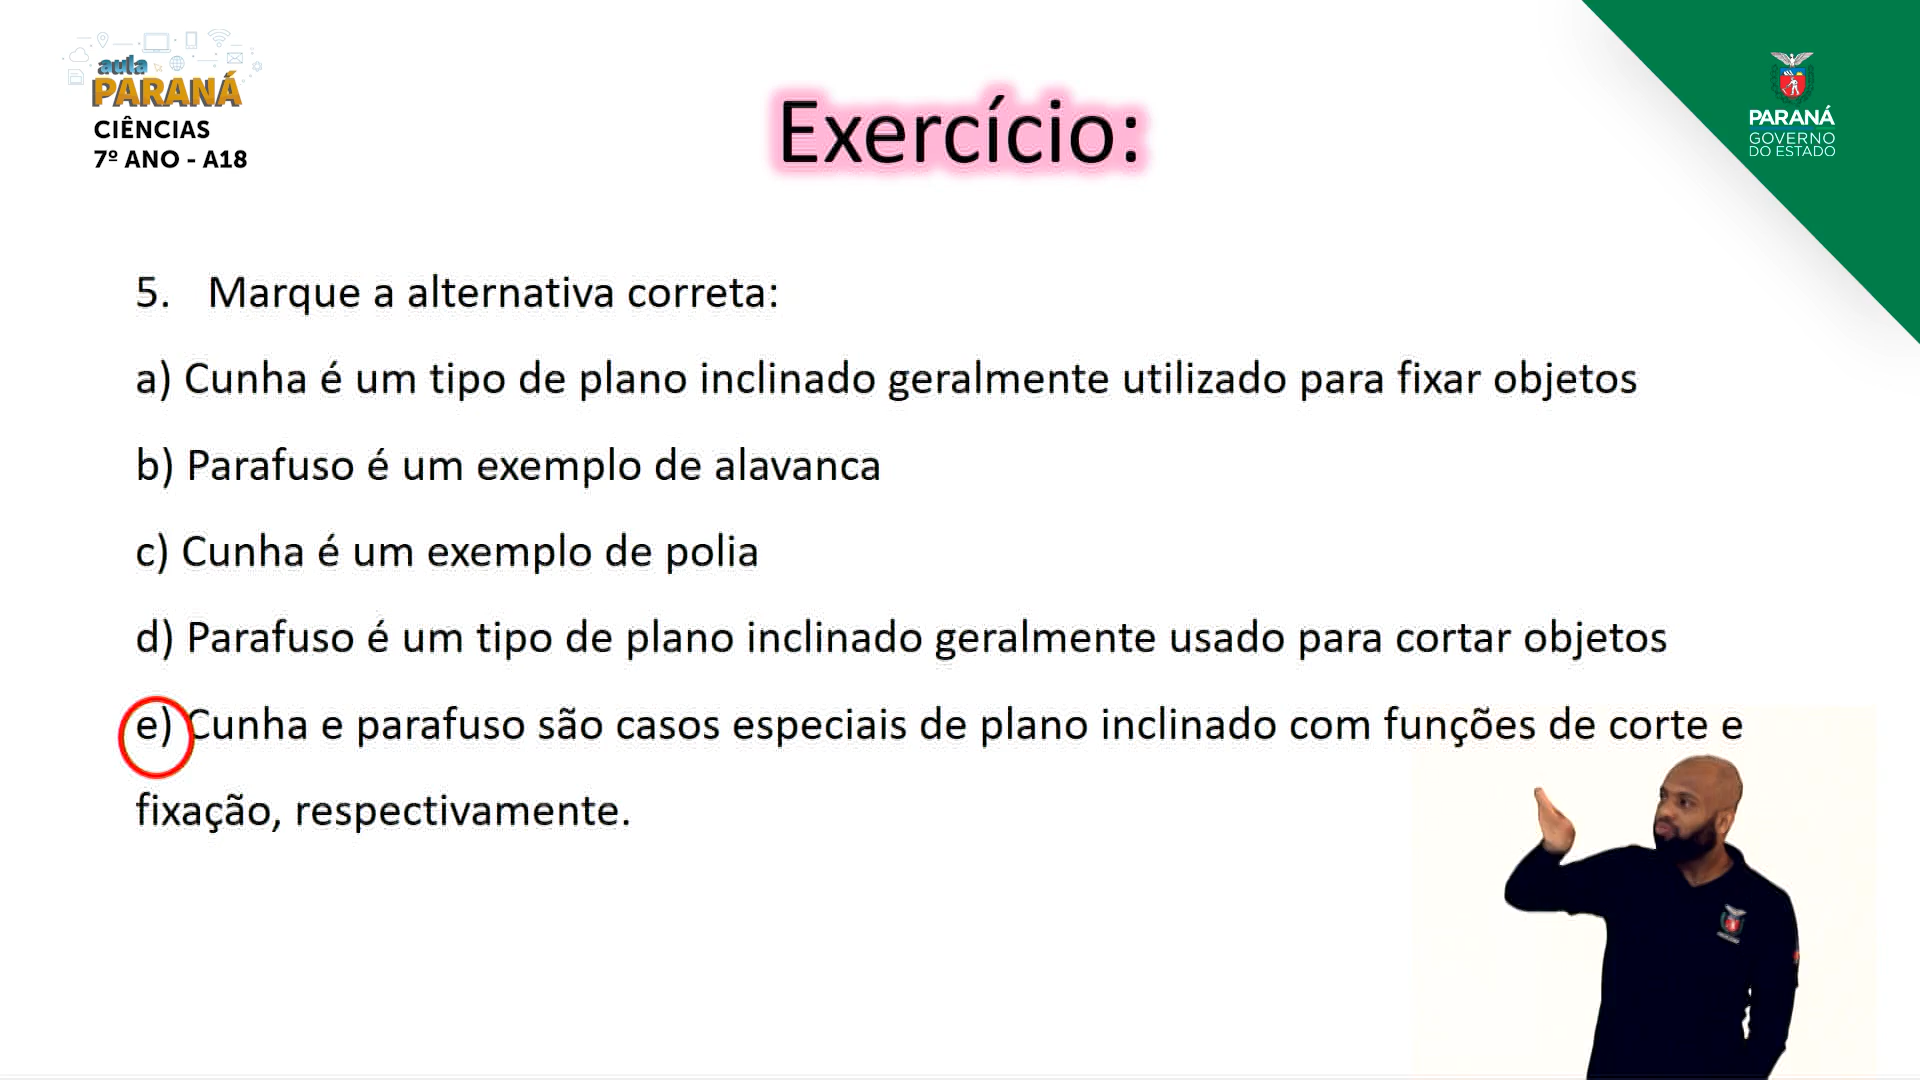 aula
PARANÁ
CIÊNCIAS
7º ANO - A18
Exercício:
PARANÁ
GOVERNO
DO ESTADO
5. Marque a alternativa correta:
a) Cunha é um tipo de plano inclinado geralmente utilizado para fixar objetos
b) Parafuso é um exemplo de alavanca
c) Cunha é um exemplo de polia
d) Parafuso é um tipo de plano inclinado geralmente usado para cortar objetos
e) Cunha e parafuso são casos especiais de plano inclinado com funções de corte e
fixação, respectivamente.